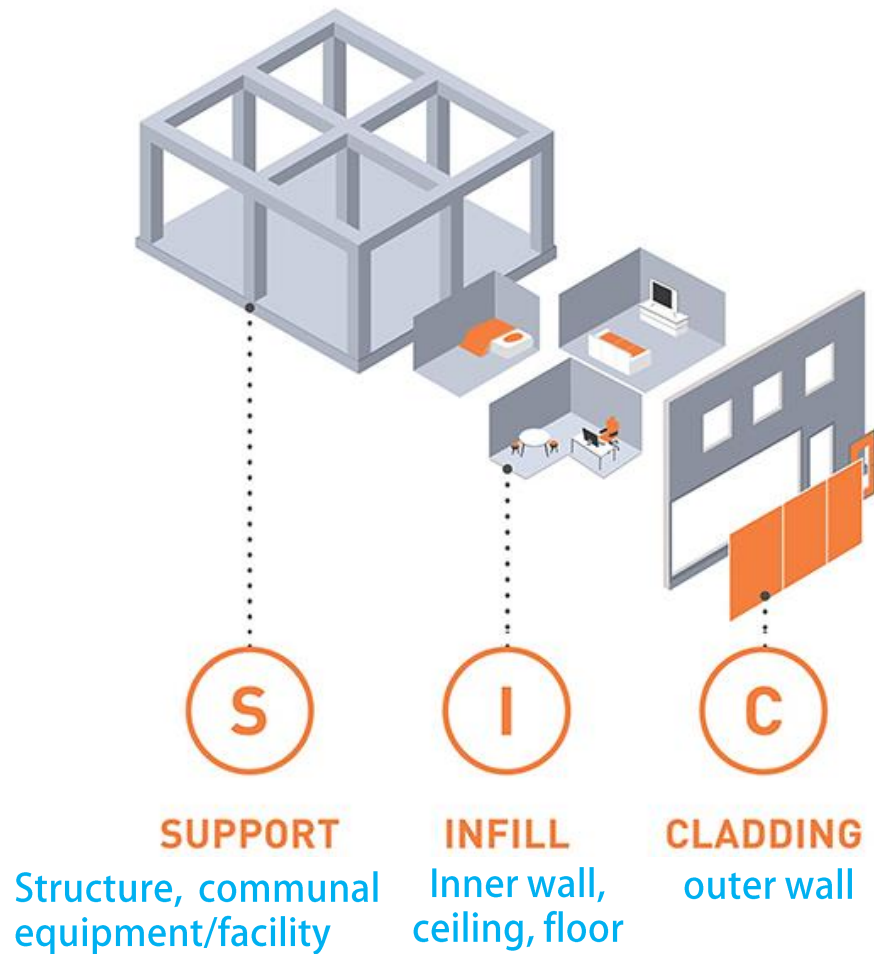 S
I
C
SUPPORT
INFILL
CLADDING
Structure, communal
equipment/facility
Inner wall,
ceiling, floor
outer wall